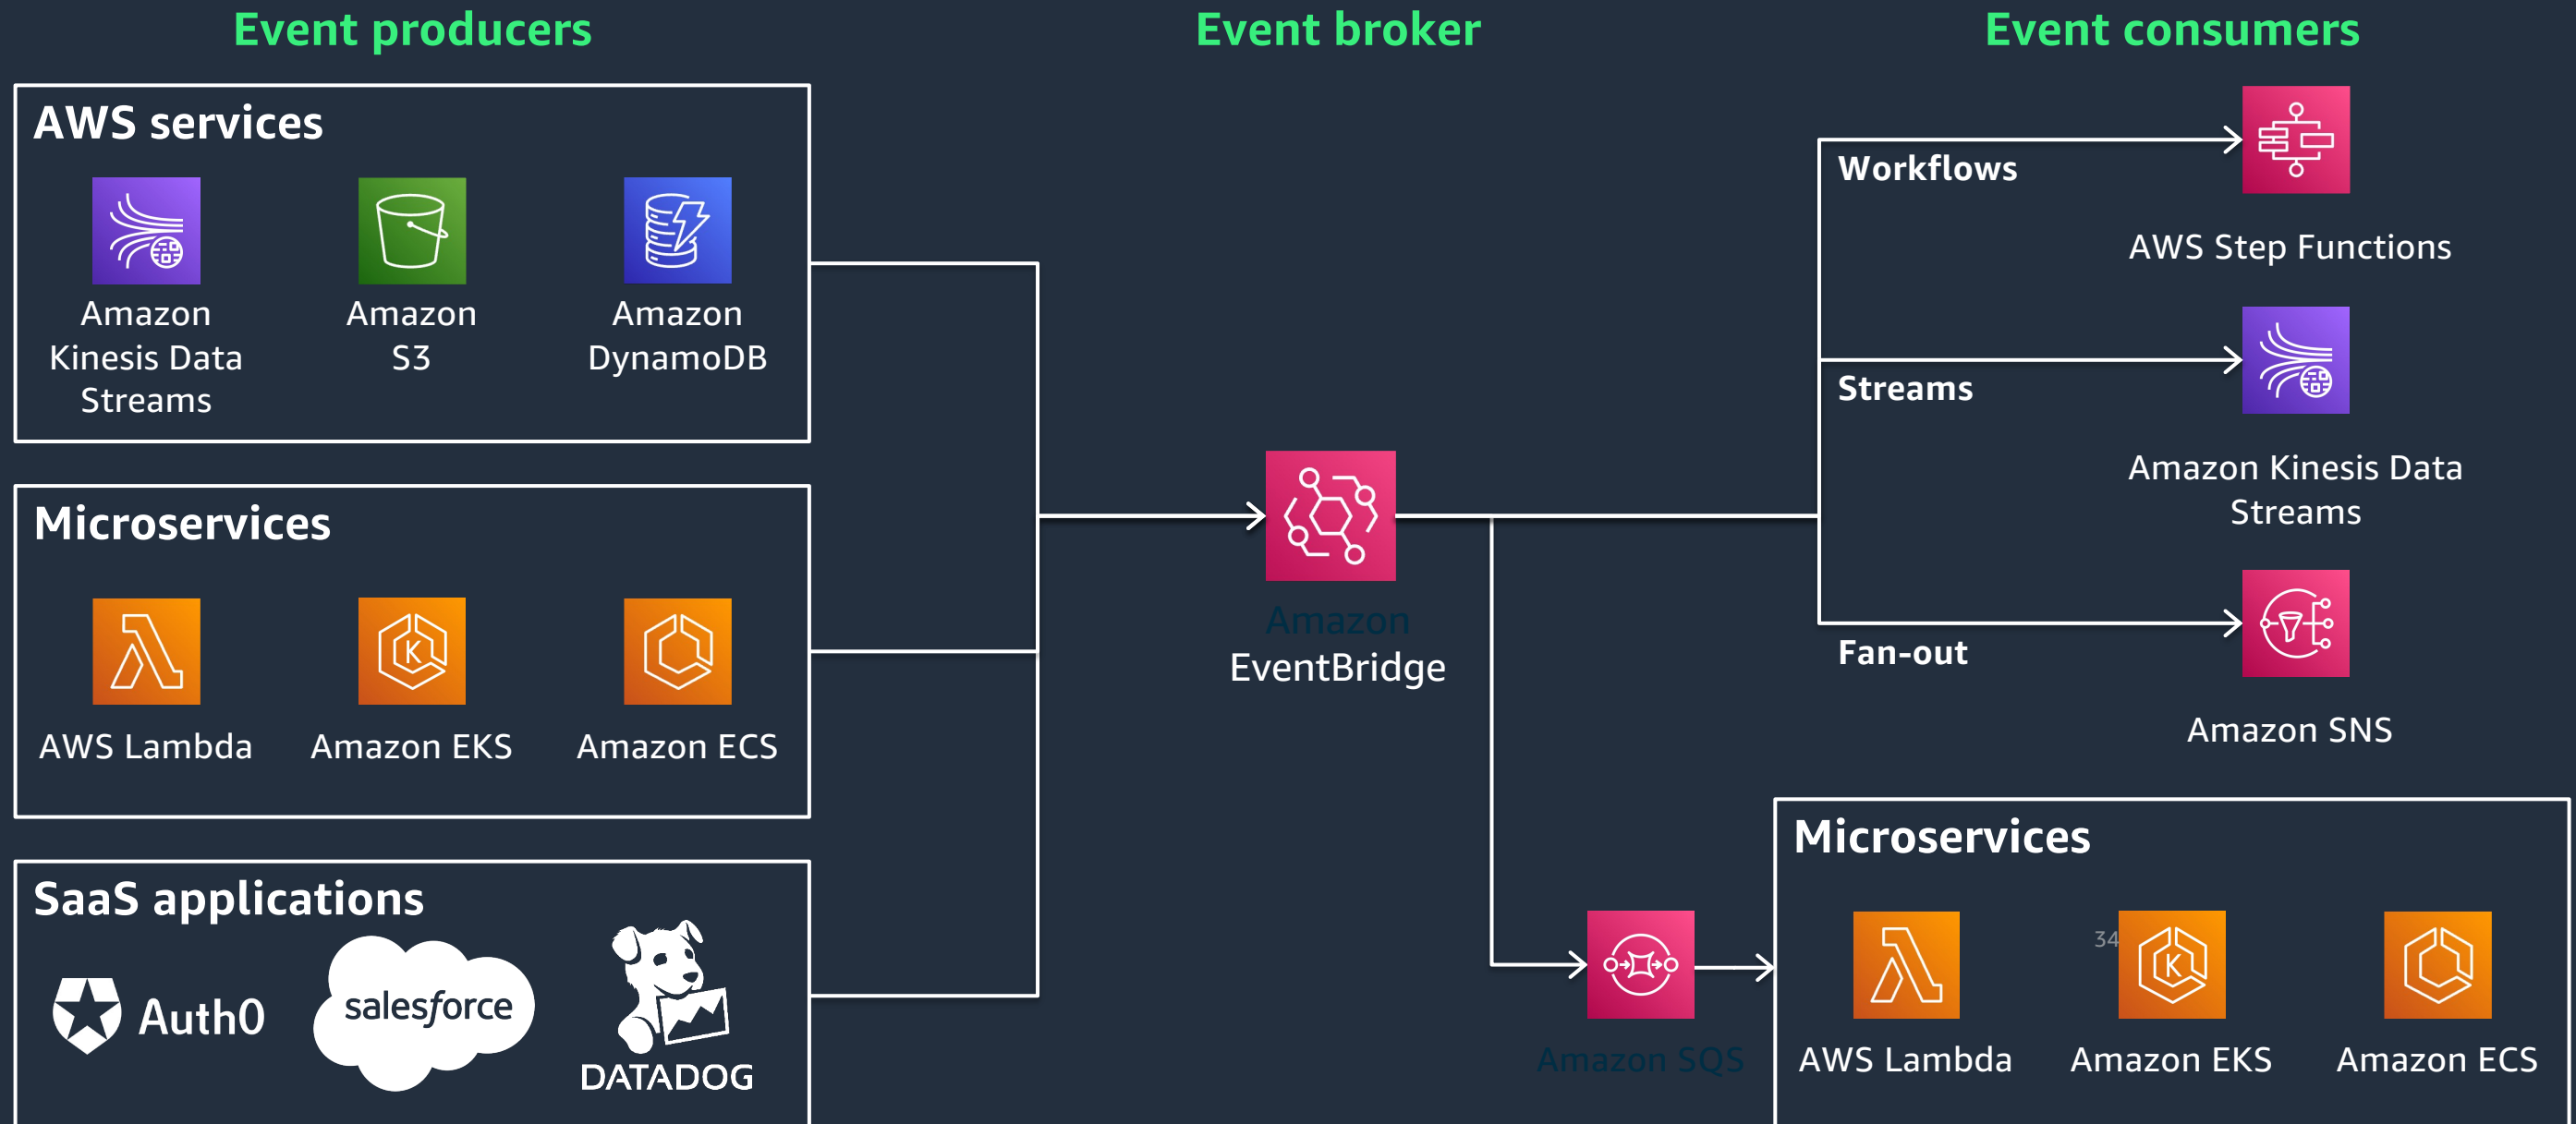 Event producers
Event broker
Event consumers
AWS services
Amazon
Kinesis Data
Streams
Amazon
S3
Amazon
DynamoDB
Microservices
AWS Lambda
Amazon EKS
Amazon ECS
SaaS applications
Auth0
salesforce
DATADOG
Amazon
EventBridge
Workflows
AWS Step Functions
Streams
Amazon Kinesis Data
Streams
Fan-out
Amazon SNS
Amazon SQS
Microservices
34
K
K
AWS Lambda
Amazon EKS
Amazon ECS